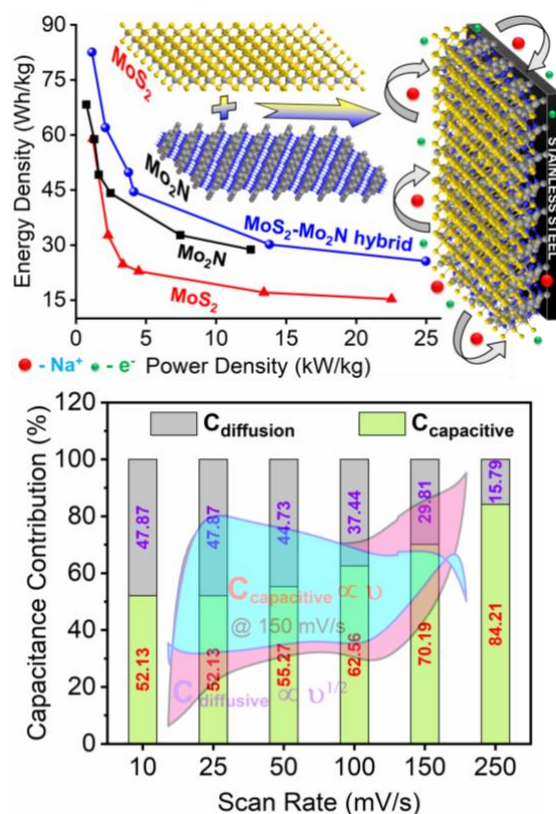 90
75
60
45
30
15
Energy Density (Wh/kg)
MoS2
Mo2N
STAINLESS STEEL
MoS2-Mo2N hybrid
Mo2N
MoS2
0 5 10 15 20 25
- Na+ - e- Power Density (kW/kg)
120
100
80
60
40
20
0
Capacitance Contribution (%)
Cdiffusion Ccapacitive
47.87 47.87 44.73 37.44 29.81 15.79
Ccapacitive ∝ υ
@ 150 mV/s
52.13 52.13 55.27 62.56 70.19 84.21
Cdiffusive ∝ υ1/2
10 25 50 100 150 250
Scan Rate (mV/s)